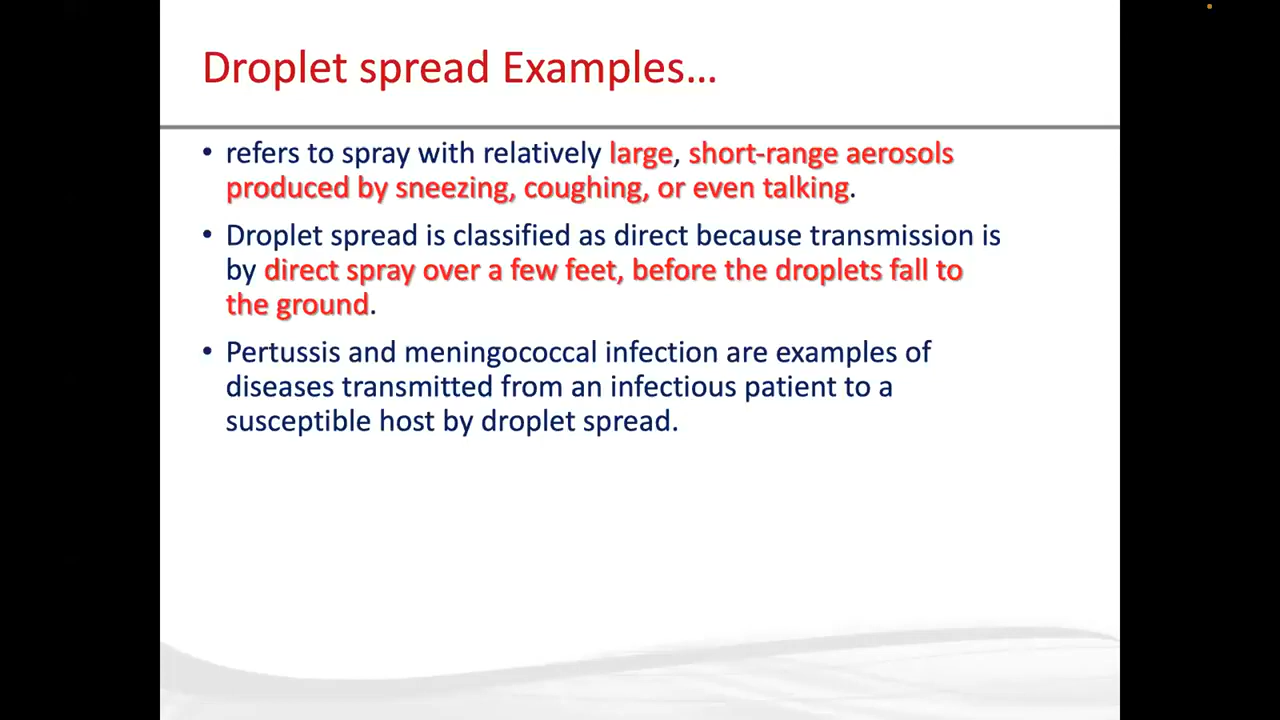 Droplet spread Examples…
• refers to spray with relatively large, short-range aerosols
produced by sneezing, coughing, or even talking.
• Droplet spread is classified as direct because transmission is
by direct spray over a few feet, before the droplets fall to
the ground.
• Pertussis and meningococcal infection are examples of
diseases transmitted from an infectious patient to a
susceptible host by droplet spread.